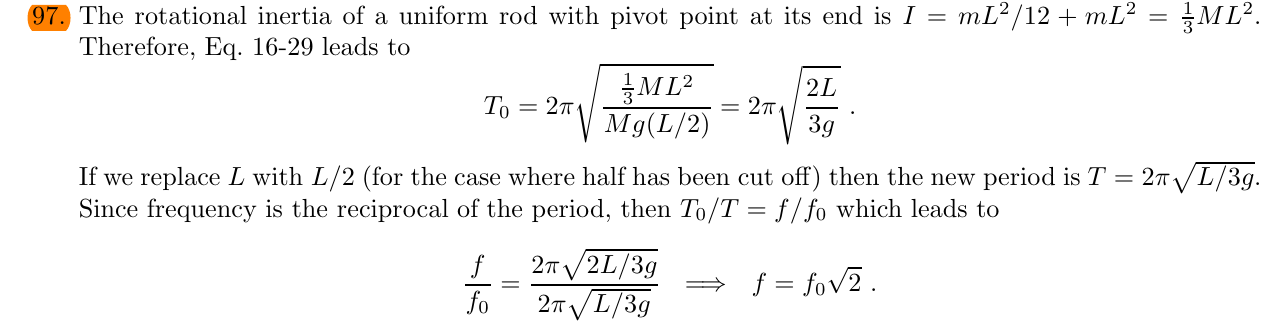 97. The rotational inertia of a uniform rod with pivot point at its end is I = mL²/12 + mL² = ⅓ML².
Therefore, Eq. 16-29 leads to
T₀ = 2π√(⅓ML² / Mg(L/2)) = 2π√(2L / 3g) .
If we replace L with L/2 (for the case where half has been cut off) then the new period is T = 2π√(L/3g).
Since frequency is the reciprocal of the period, then T₀/T = f/f₀ which leads to
f/f₀ = 2π√(2L/3g) / 2π√(L/3g) ⟹ f = f₀√2 .